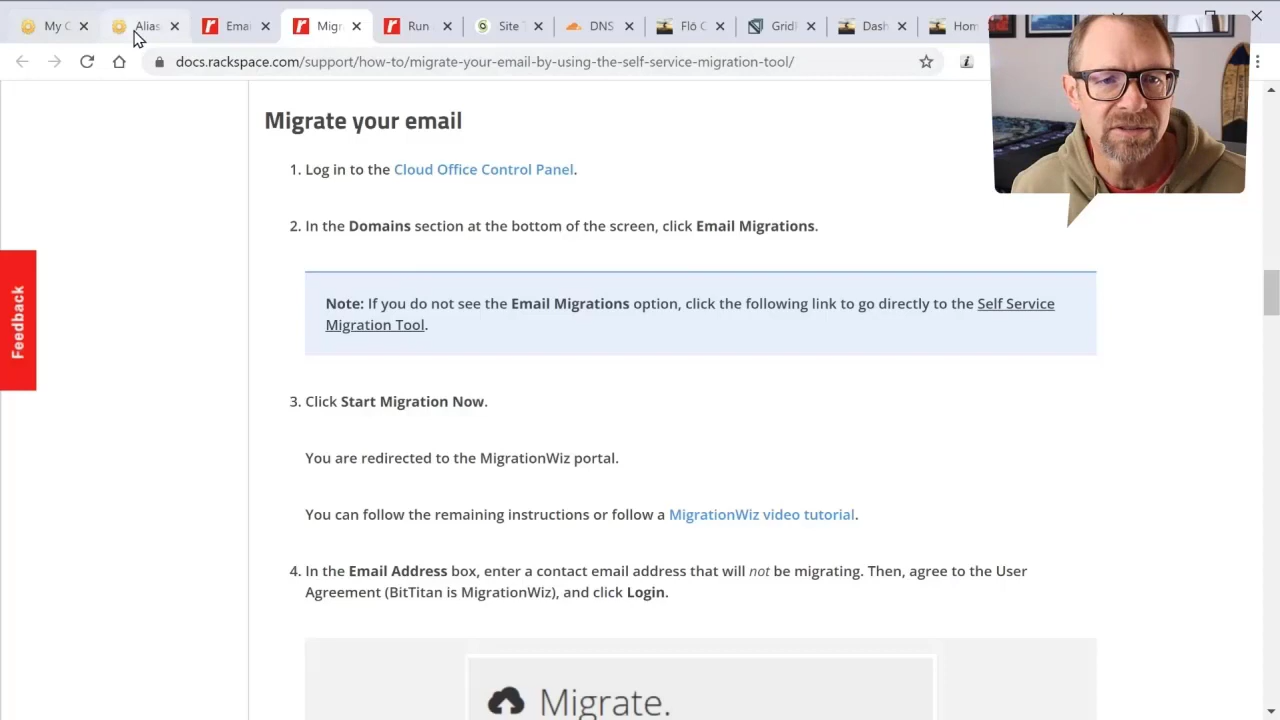 My C
Alias
Emai
Migra
Run
Site T
DNS
Fló C
GridP
Dash
Hom
docs.rackspace.com/support/how-to/migrate-your-email-by-using-the-self-service-migration-tool/
Migrate your email
1. Log in to the Cloud Office Control Panel.
2. In the Domains section at the bottom of the screen, click Email Migrations.
Note: If you do not see the Email Migrations option, click the following link to go directly to the Self Service
Migration Tool.
Feedback
3. Click Start Migration Now.
You are redirected to the MigrationWiz portal.
You can follow the remaining instructions or follow a MigrationWiz video tutorial.
4. In the Email Address box, enter a contact email address that will not be migrating. Then, agree to the User
Agreement (BitTitan is MigrationWiz), and click Login.
Migrate.